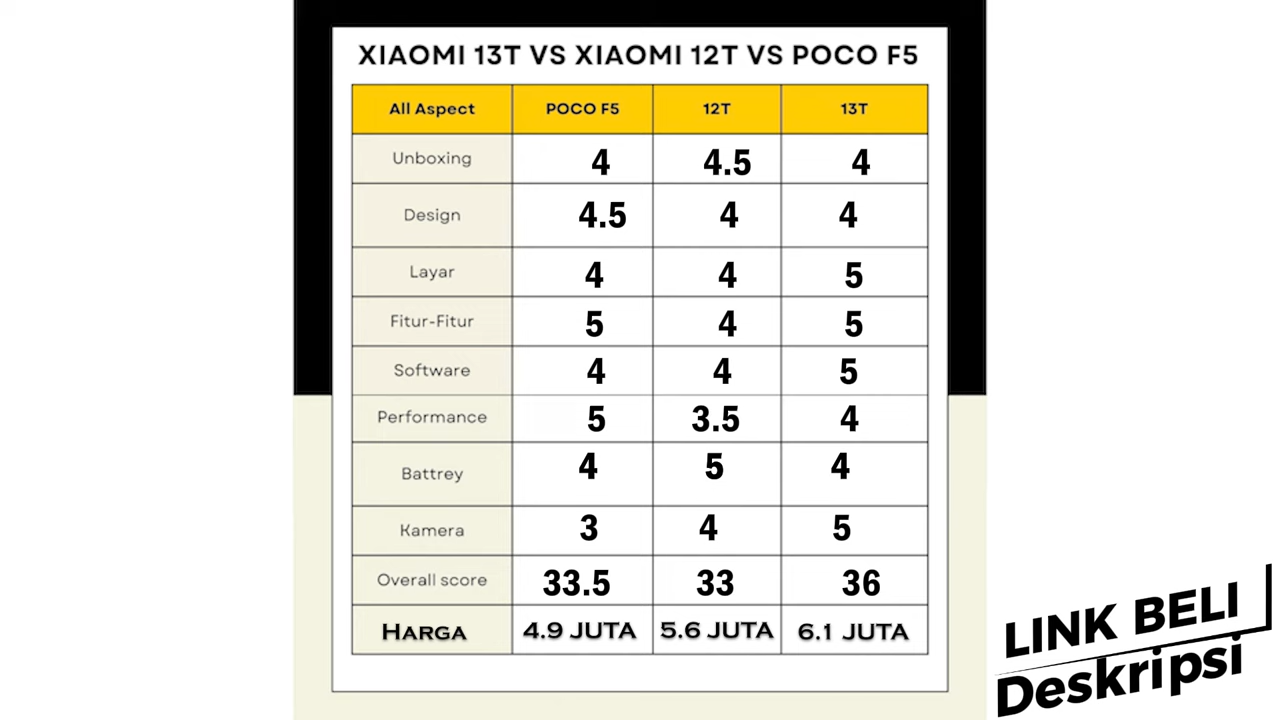 XIAOMI 13T VS XIAOMI 12T VS POCO F5
All Aspect POCO F5 12T 13T
Unboxing 4 4.5 4
Design 4.5 4 4
Layar 4 4 5
Fitur-Fitur 5 4 5
Software 4 4 5
Performance 5 3.5 4
Battrey 4 5 4
Kamera 3 4 5
Overall score 33.5 33 36
HARGA 4.9 JUTA 5.6 JUTA 6.1 JUTA
LINK BELI
Deskripsi